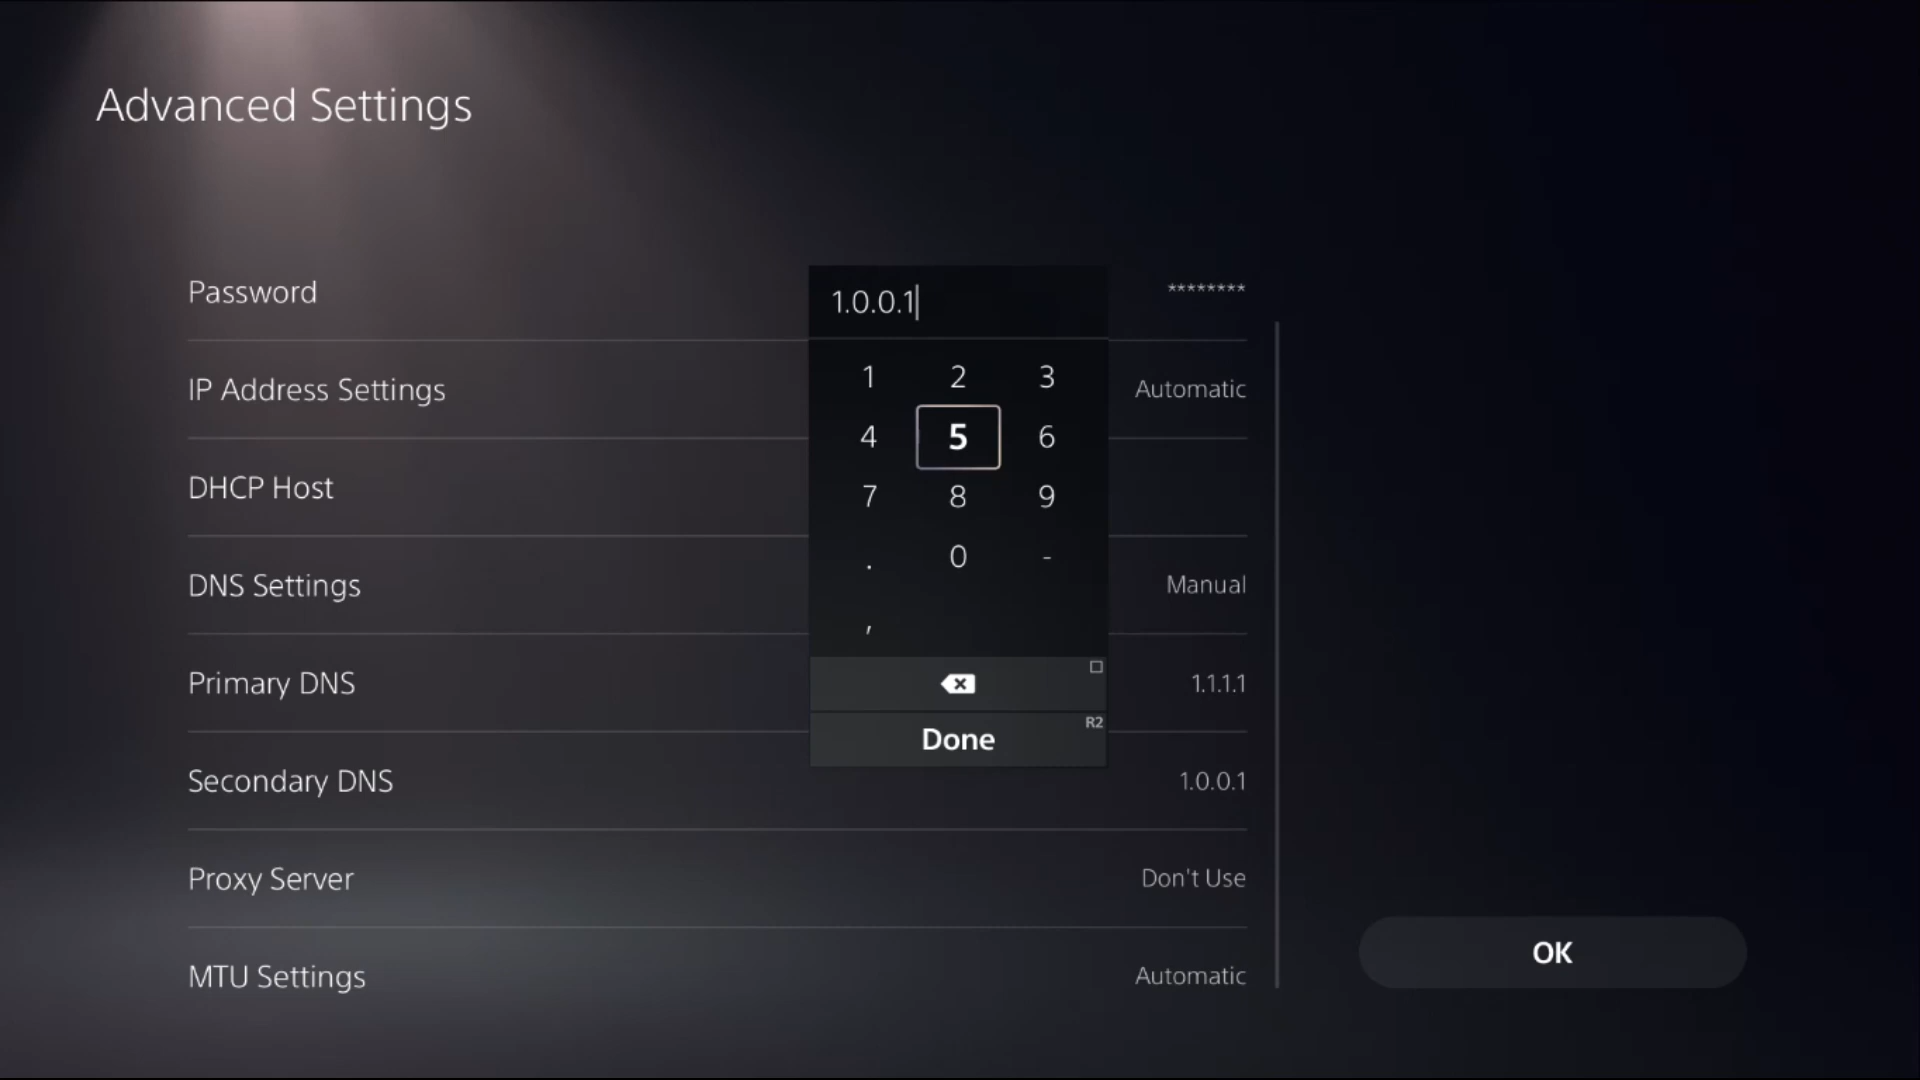 Advanced Settings
Password ********
IP Address Settings Automatic
DHCP Host
DNS Settings Manual
Primary DNS 1.1.1.1
Secondary DNS 1.0.0.1
Proxy Server Don't Use
MTU Settings Automatic
1.0.0.1
1 2 3
4 5 6
7 8 9
. 0 -
,
Done R2
OK